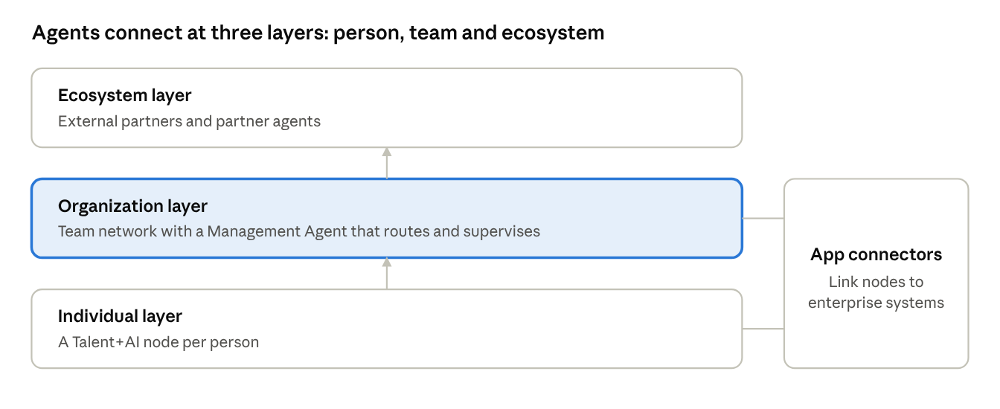 Agents connect at three layers: person, team and ecosystem
Ecosystem layer
External partners and partner agents
Organization layer
Team network with a Management Agent that routes and supervises
Individual layer
A Talent+AI node per person
App connectors
Link nodes to
enterprise systems